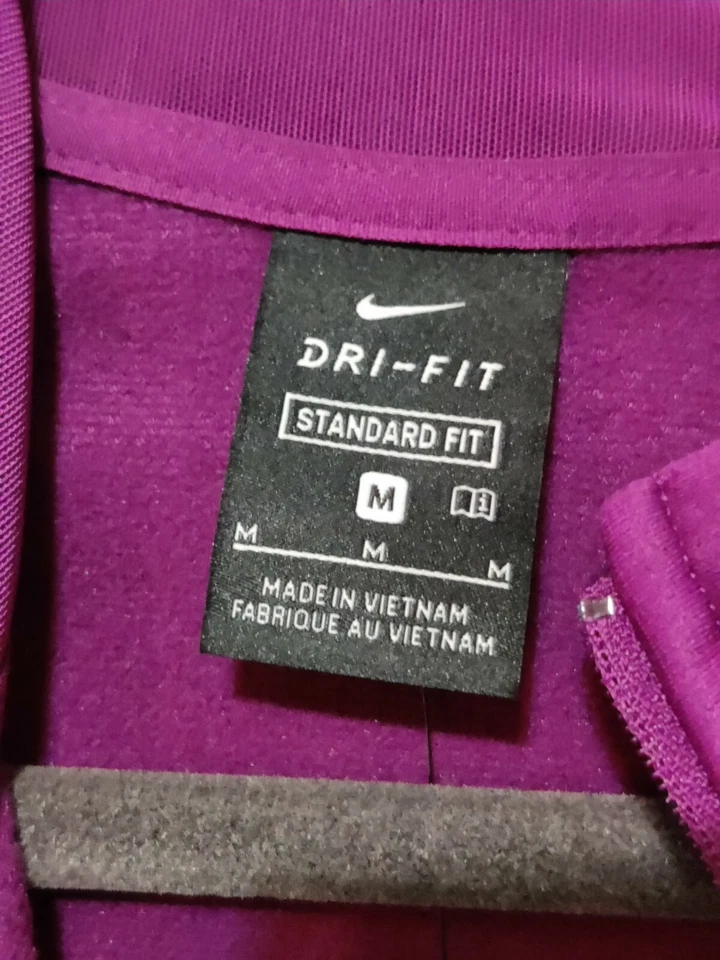 DRI-FIT
STANDARD FIT
M
M
M
M
MADE IN VIETNAM
FABRIQUE AU VIETNAM